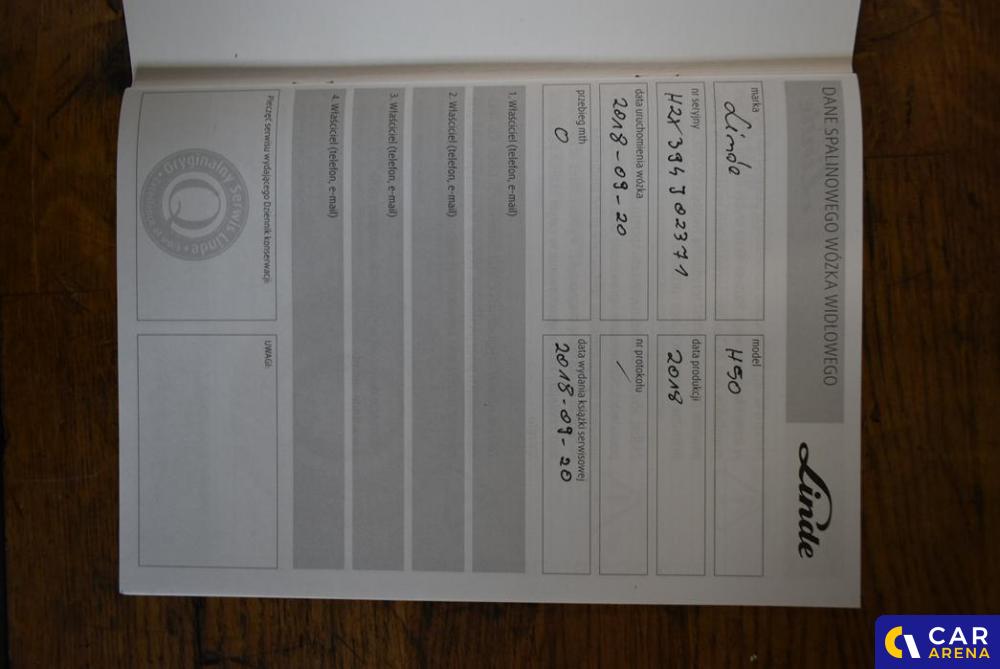 DANE SPALINOWEGO WÓZKA WIDŁOWEGO
Linde
marka
Linde
model
H50
nr seryjny
H2X394J02371
data produkcji
2018
data uruchomienia wózka
2018-09-20
nr protokołu
/
przebieg mth
0
data wydania książki serwisowej
2018-09-20
1. Właściciel (telefon, e-mail)
2. Właściciel (telefon, e-mail)
3. Właściciel (telefon, e-mail)
4. Właściciel (telefon, e-mail)
Pieczęć serwisu wydającego Dziennik konserwacji
Oryginalny Serwis Linde
UWAGI:
CAR
ARENA